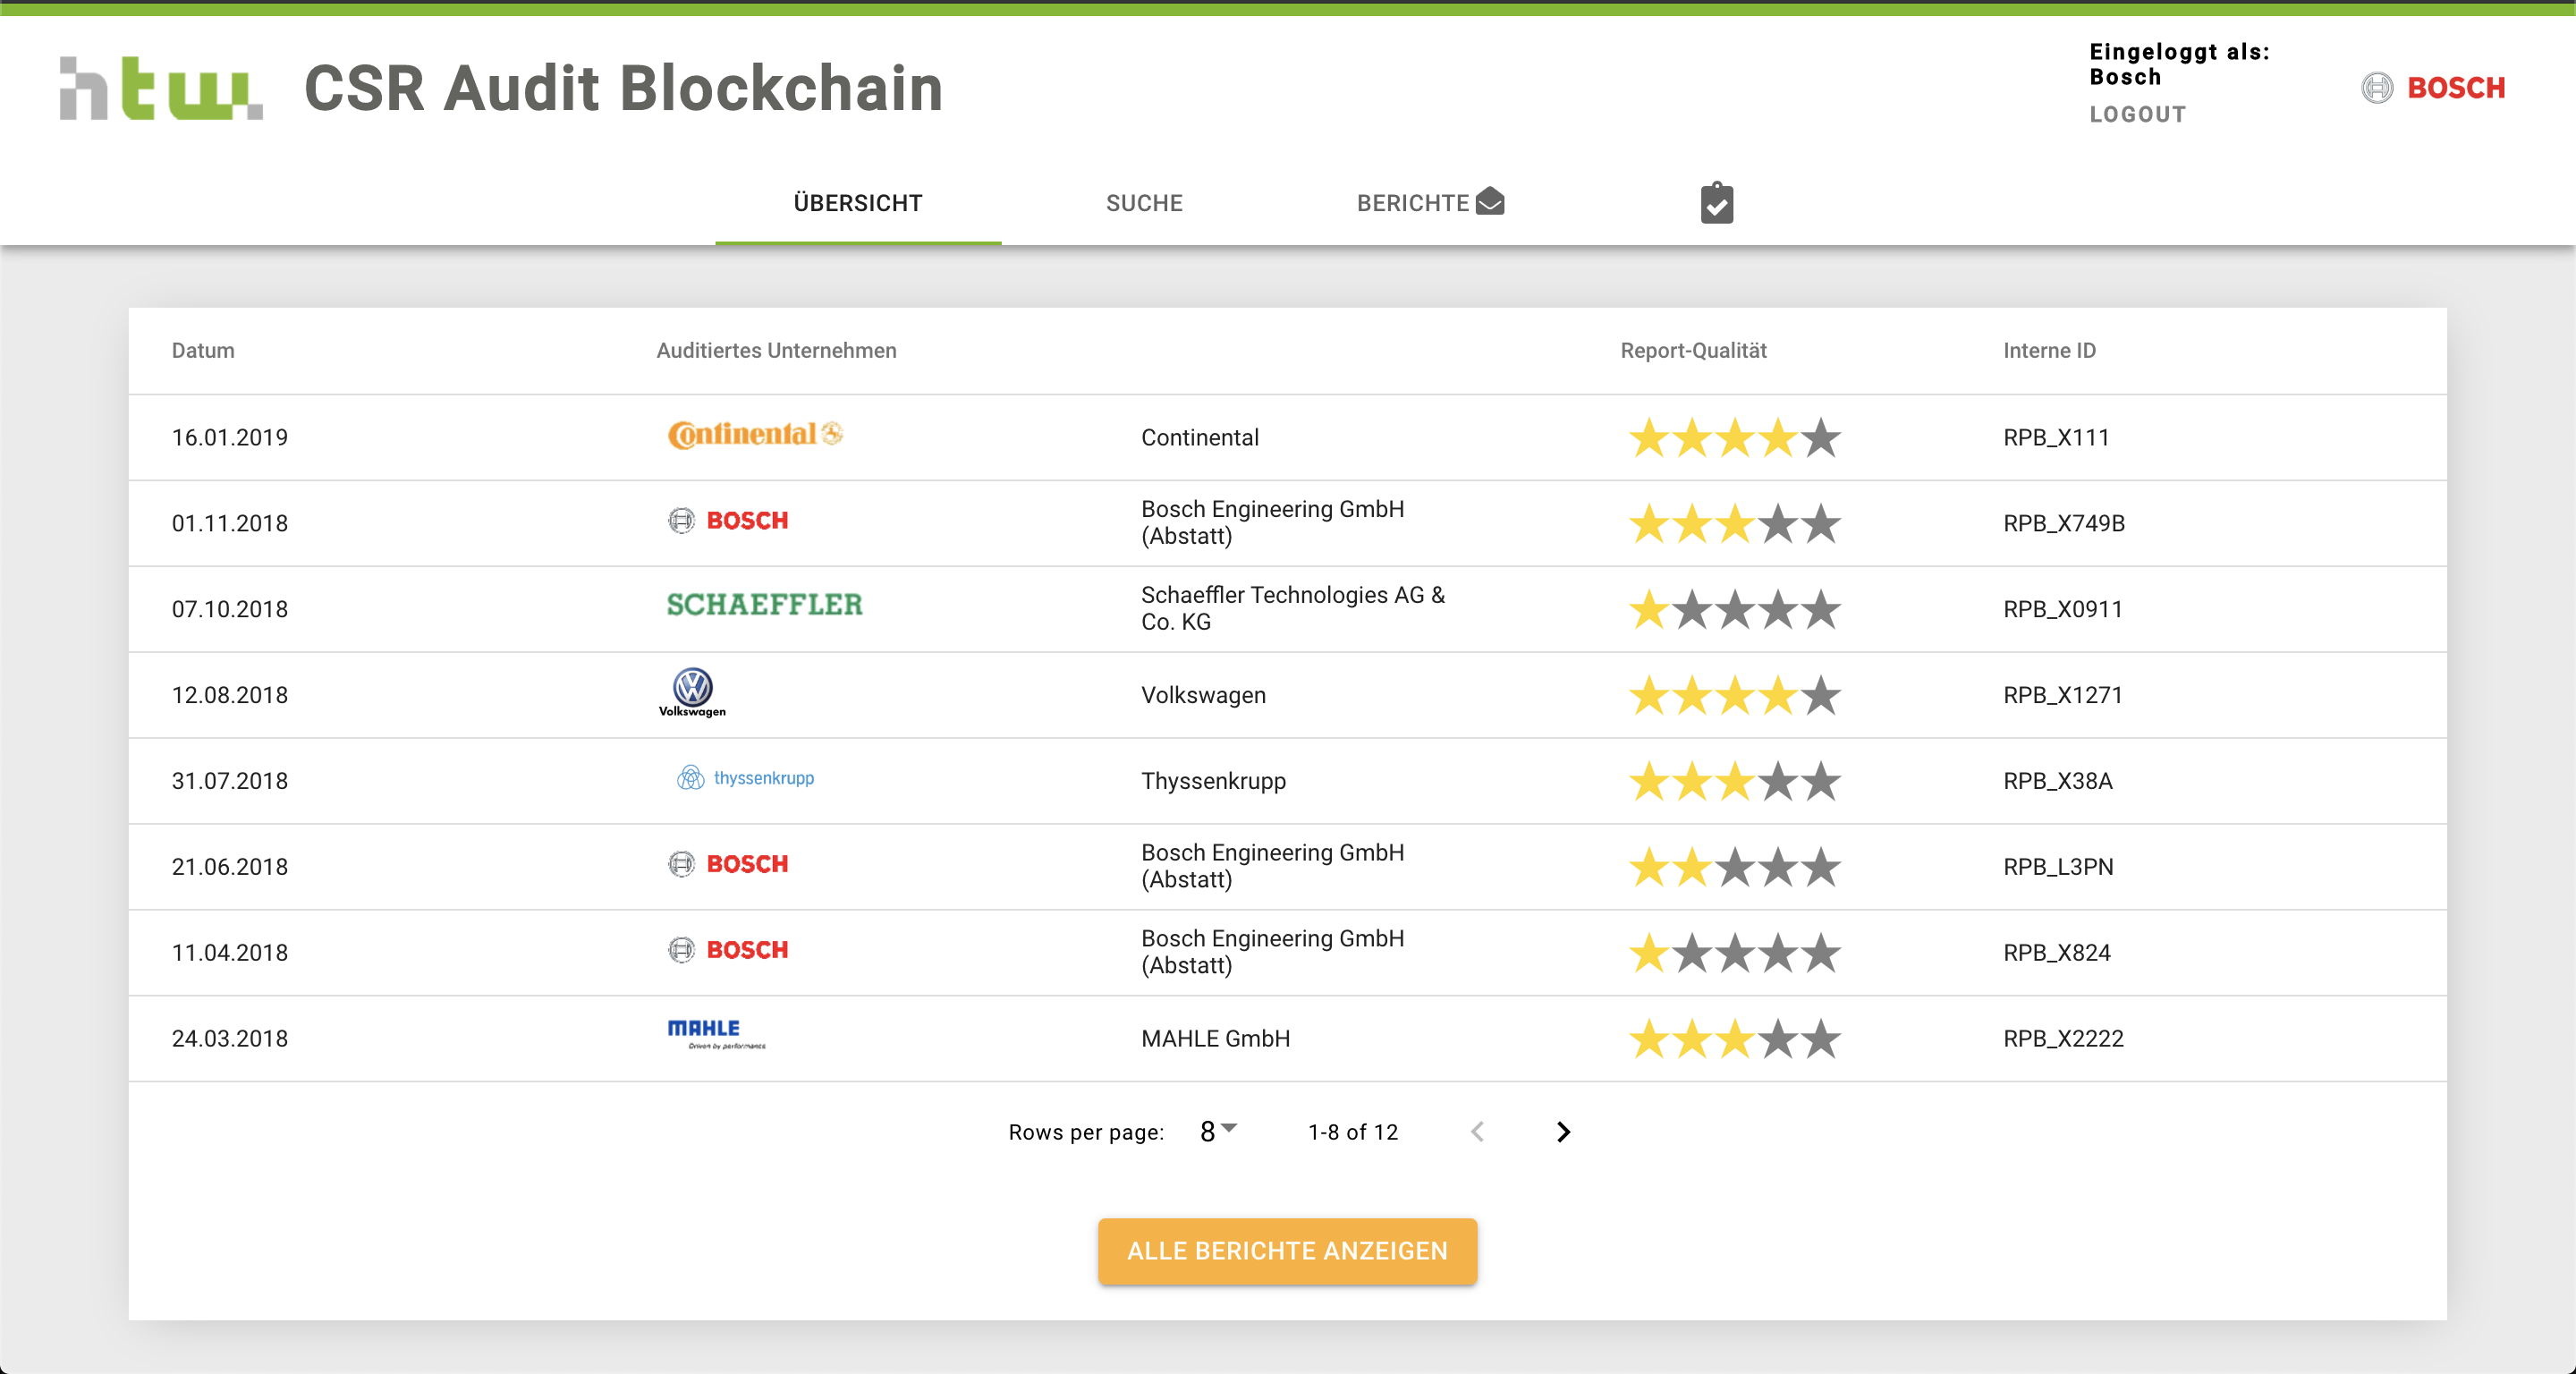 htw.
CSR Audit Blockchain
Eingeloggt als:
Bosch
LOGOUT
BOSCH
ÜBERSICHT
SUCHE
BERICHTE
Datum
Auditiertes Unternehmen
Report-Qualität
Interne ID
16.01.2019
Continental
Continental
RPB_X111
01.11.2018
BOSCH
Bosch Engineering GmbH
(Abstatt)
RPB_X749B
07.10.2018
SCHAEFFLER
Schaeffler Technologies AG &
Co. KG
RPB_X0911
12.08.2018
Volkswagen
Volkswagen
RPB_X1271
31.07.2018
thyssenkrupp
Thyssenkrupp
RPB_X38A
21.06.2018
BOSCH
Bosch Engineering GmbH
(Abstatt)
RPB_L3PN
11.04.2018
BOSCH
Bosch Engineering GmbH
(Abstatt)
RPB_X824
24.03.2018
MAHLE
Driven by performance
MAHLE GmbH
RPB_X2222
Rows per page: 8 1-8 of 12
ALLE BERICHTE ANZEIGEN